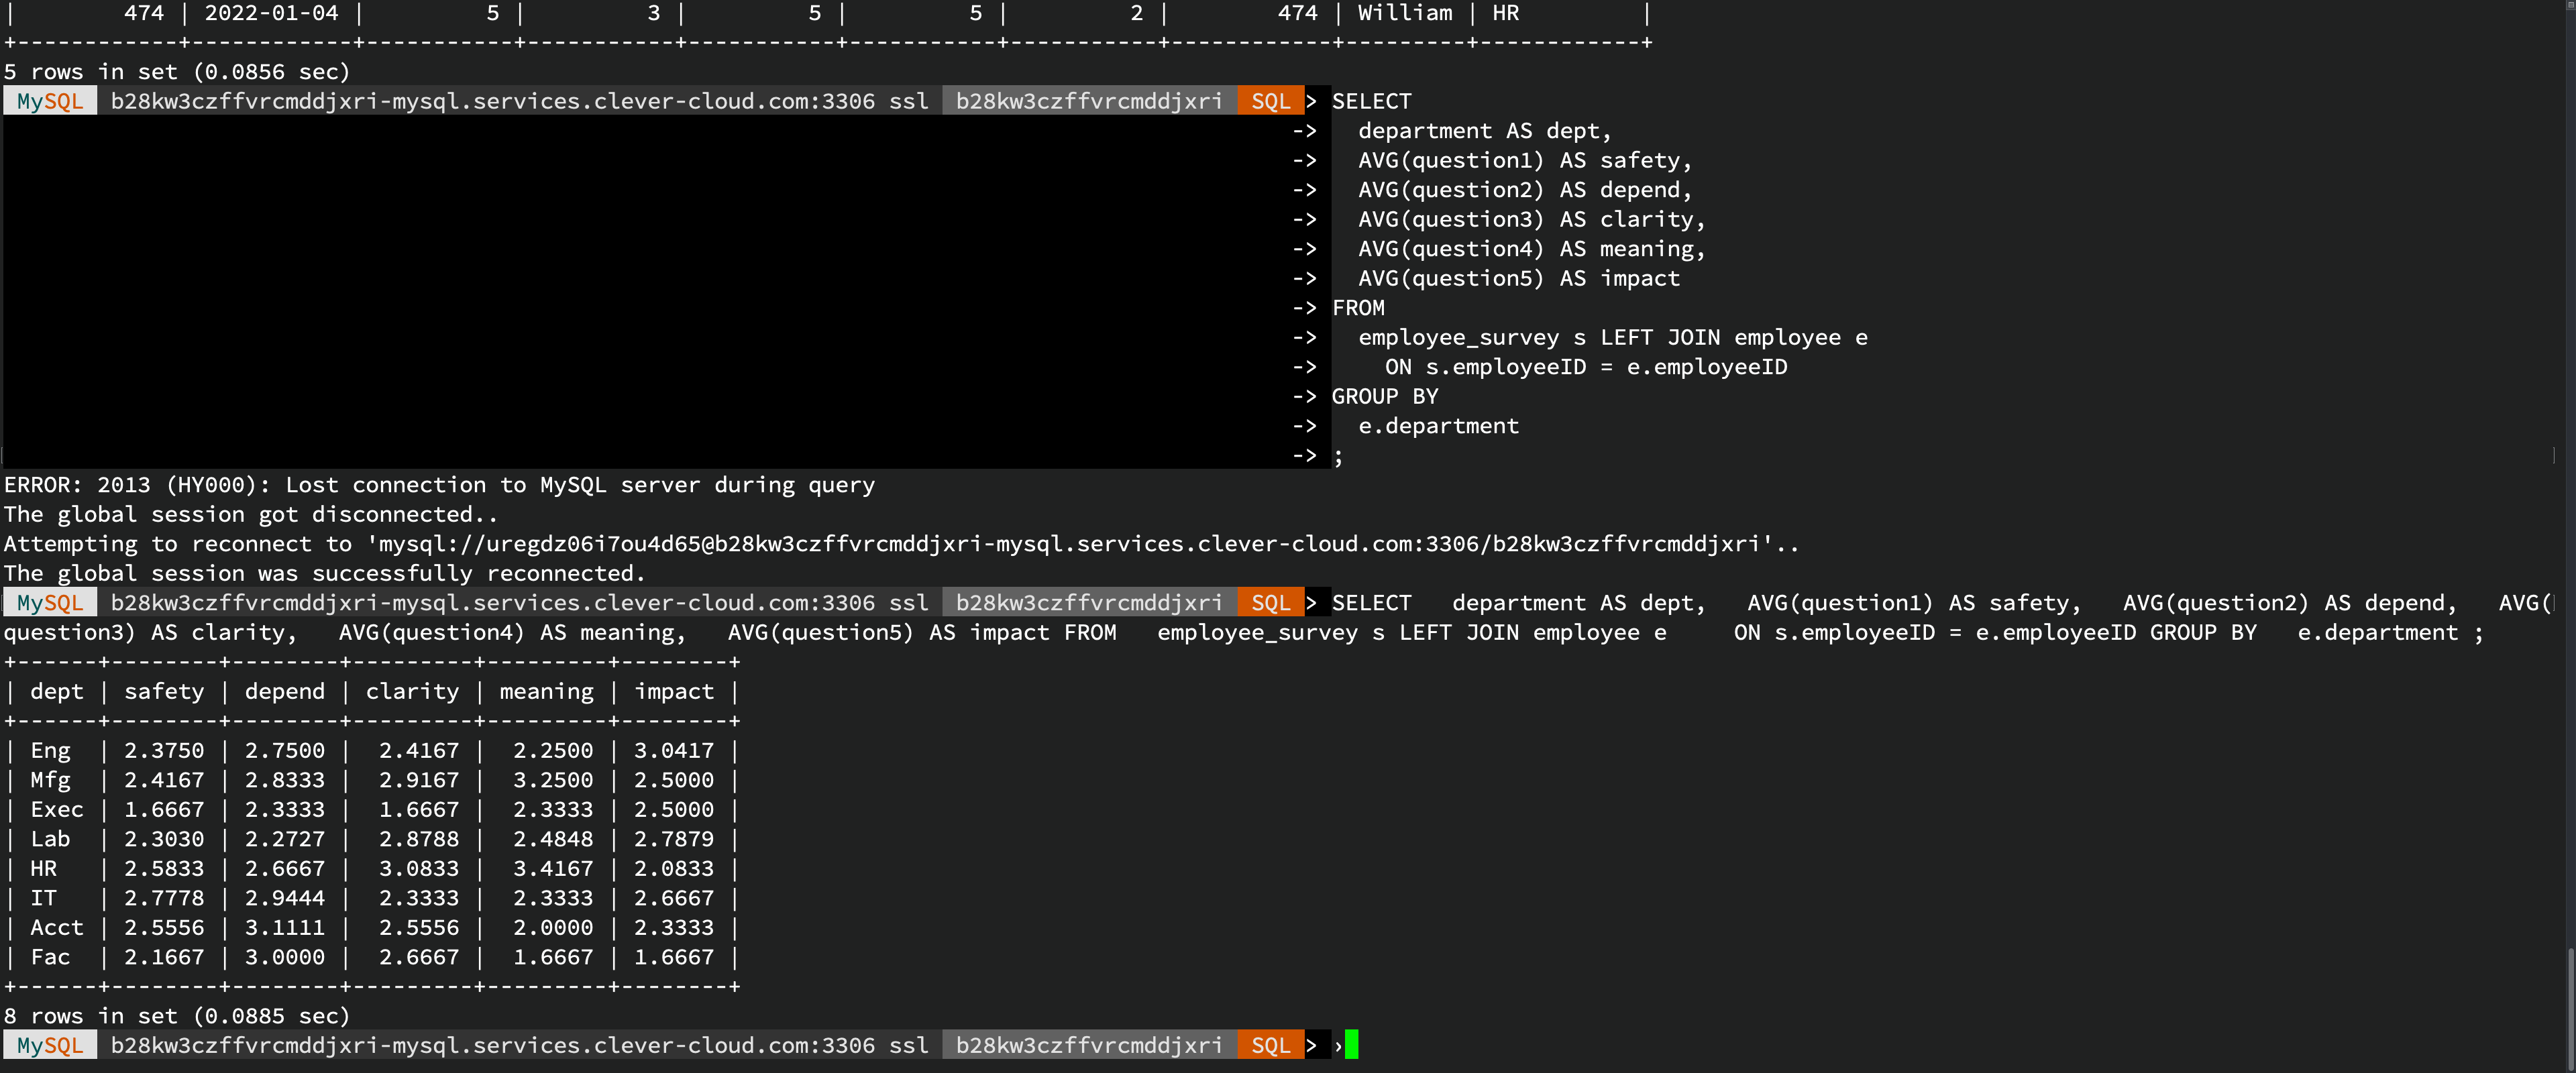 |        474 | 2022-01-04 |         5 |         3 |         5 |         5 |         2 |        474 | William | HR         |
+------------+------------+-----------+-----------+-----------+-----------+-----------+------------+---------+------------+
5 rows in set (0.0856 sec)
MySQL b28kw3czffvrcmddjxri-mysql.services.clever-cloud.com:3306 ssl b28kw3czffvrcmddjxri SQL > SELECT
->   department AS dept,
->   AVG(question1) AS safety,
->   AVG(question2) AS depend,
->   AVG(question3) AS clarity,
->   AVG(question4) AS meaning,
->   AVG(question5) AS impact
-> FROM
->   employee_survey s LEFT JOIN employee e
->     ON s.employeeID = e.employeeID
-> GROUP BY
->   e.department
-> ;
ERROR: 2013 (HY000): Lost connection to MySQL server during query
The global session got disconnected..
Attempting to reconnect to 'mysql://uregdz06i7ou4d65@b28kw3czffvrcmddjxri-mysql.services.clever-cloud.com:3306/b28kw3czffvrcmddjxri'..
The global session was successfully reconnected.
MySQL b28kw3czffvrcmddjxri-mysql.services.clever-cloud.com:3306 ssl b28kw3czffvrcmddjxri SQL > SELECT   department AS dept,   AVG(question1) AS safety,   AVG(question2) AS depend,   AVG(
question3) AS clarity,   AVG(question4) AS meaning,   AVG(question5) AS impact FROM   employee_survey s LEFT JOIN employee e     ON s.employeeID = e.employeeID GROUP BY   e.department ;
+------+--------+--------+---------+---------+--------+
| dept | safety | depend | clarity | meaning | impact |
+------+--------+--------+---------+---------+--------+
| Eng  | 2.3750 | 2.7500 |  2.4167 |  2.2500 | 3.0417 |
| Mfg  | 2.4167 | 2.8333 |  2.9167 |  3.2500 | 2.5000 |
| Exec | 1.6667 | 2.3333 |  1.6667 |  2.3333 | 2.5000 |
| Lab  | 2.3030 | 2.2727 |  2.8788 |  2.4848 | 2.7879 |
| HR   | 2.5833 | 2.6667 |  3.0833 |  3.4167 | 2.0833 |
| IT   | 2.7778 | 2.9444 |  2.3333 |  2.3333 | 2.6667 |
| Acct | 2.5556 | 3.1111 |  2.5556 |  2.0000 | 2.3333 |
| Fac  | 2.1667 | 3.0000 |  2.6667 |  1.6667 | 1.6667 |
+------+--------+--------+---------+---------+--------+
8 rows in set (0.0885 sec)
MySQL b28kw3czffvrcmddjxri-mysql.services.clever-cloud.com:3306 ssl b28kw3czffvrcmddjxri SQL > ›